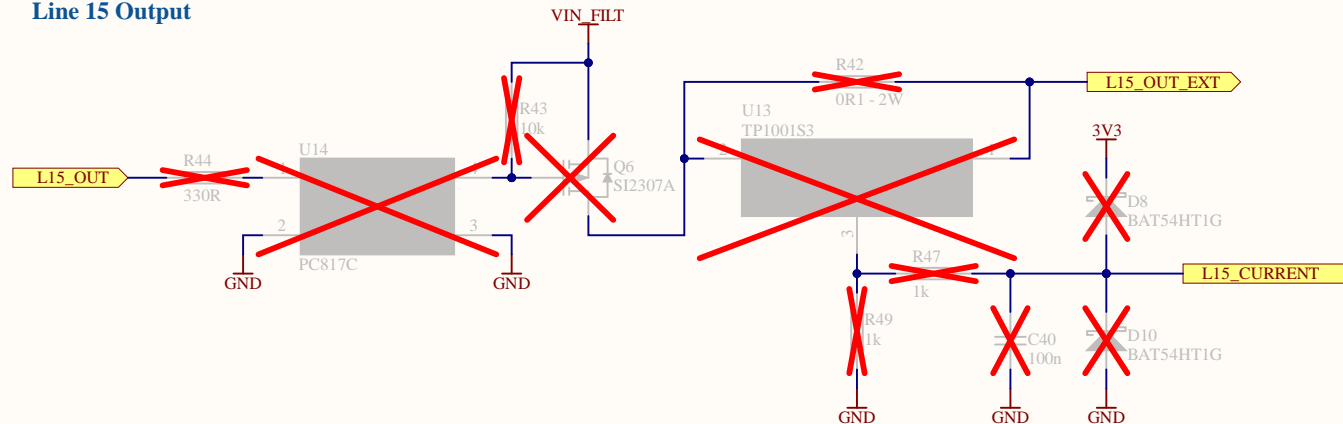 Line 15 Output
VIN_FILT
R42
0R1 - 2W
L15_OUT_EXT
R43
10k
U13
TP1001S3
3V3
U14
R44
330R
L15_OUT
Q6
SI2307A
2
3
PC817C
GND
GND
3
D8
BAT54HT1G
R47
1k
L15_CURRENT
R49
1k
C40
100n
D10
BAT54HT1G
GND
GND
GND